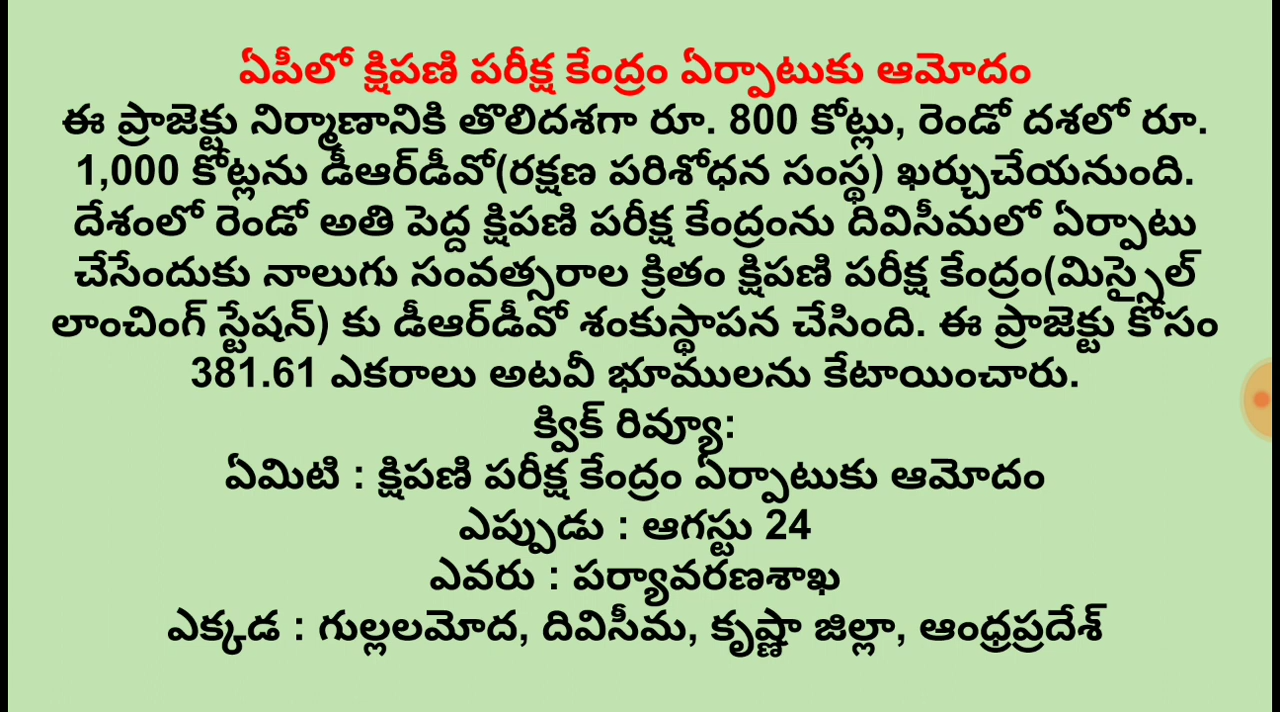 ఏపీలో క్షిపణి పరీక్ష కేంద్రం ఏర్పాటుకు ఆమోదం
ఈ ప్రాజెక్టు నిర్మాణానికి తొలిదశగా రూ. 800 కోట్లు, రెండో దశలో రూ.
1,000 కోట్లను డీఆర్‌డీవో(రక్షణ పరిశోధన సంస్థ) ఖర్చుచేయనుంది.
దేశంలో రెండో అతి పెద్ద క్షిపణి పరీక్ష కేంద్రంను దివిసీమలో ఏర్పాటు
చేసేందుకు నాలుగు సంవత్సరాల క్రితం క్షిపణి పరీక్ష కేంద్రం(మిస్సైల్
లాంచింగ్ స్టేషన్) కు డీఆర్‌డీవో శంకుస్థాపన చేసింది. ఈ ప్రాజెక్టు కోసం
381.61 ఎకరాలు అటవీ భూములను కేటాయించారు.
క్విక్ రివ్యూ:
ఏమిటి : క్షిపణి పరీక్ష కేంద్రం ఏర్పాటుకు ఆమోదం
ఎప్పుడు : ఆగస్టు 24
ఎవరు : పర్యావరణశాఖ
ఎక్కడ : గుల్లలమోద, దివిసీమ, కృష్ణా జిల్లా, ఆంధ్రప్రదేశ్